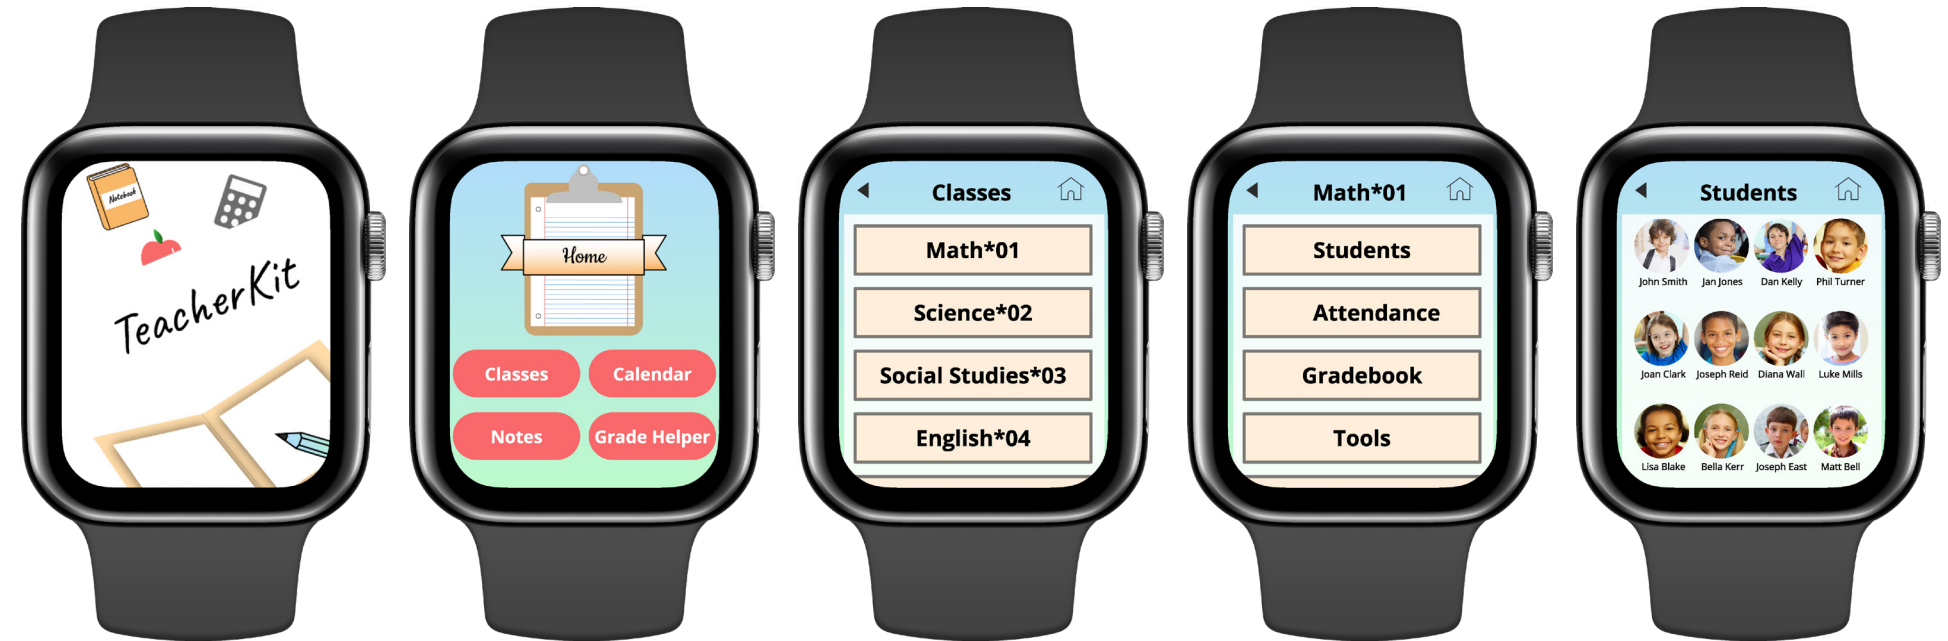 Notebook
TeacherKit
Home
Classes
Calendar
Notes
Grade Helper
Classes
Math*01
Science*02
Social Studies*03
English*04
Math*01
Students
Attendance
Gradebook
Tools
Students
John Smith
Jan Jones
Dan Kelly
Phil Turner
Joan Clark
Joseph Reid
Diana Wall
Luke Mills
Lisa Blake
Bella Kerr
Joseph East
Matt Bell